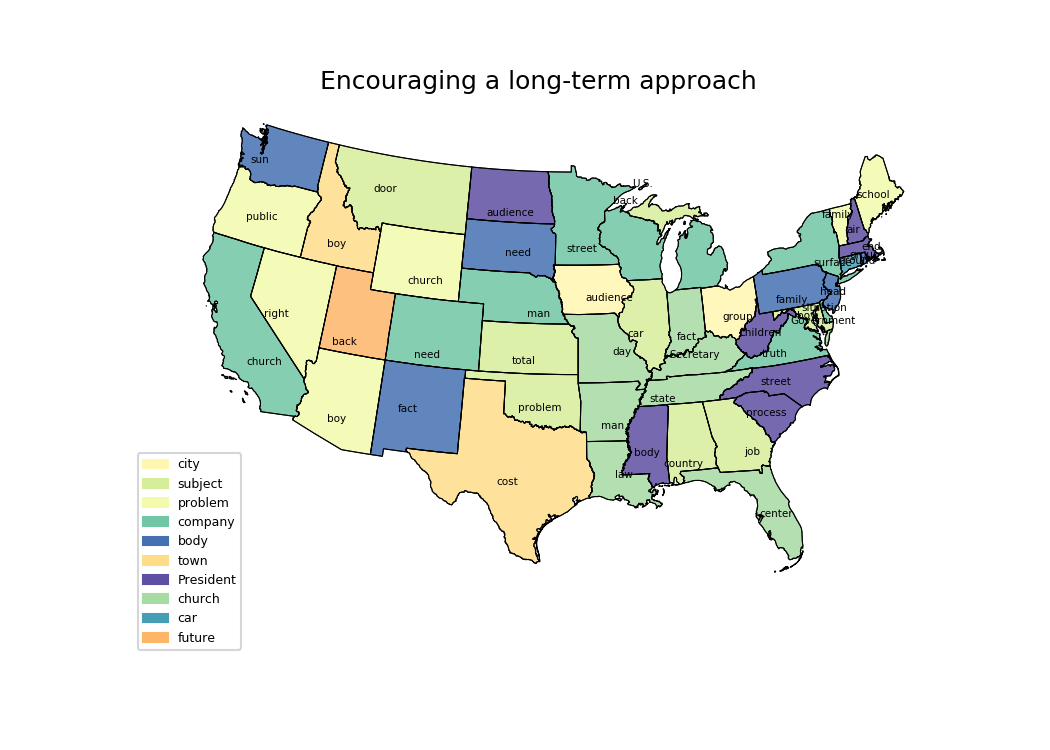 Encouraging a long-term approach
sun
door
audience
U.S.
back
school
public
family
air
boy
need
street
end
surface
church
head
family
audience
man
right
group
situation
Government
children
car
fact
back
need
day
Secretary
truth
church
total
street
state
fact
problem
process
boy
man
body
job
country
law
cost
center
city
subject
problem
company
body
town
President
church
car
future